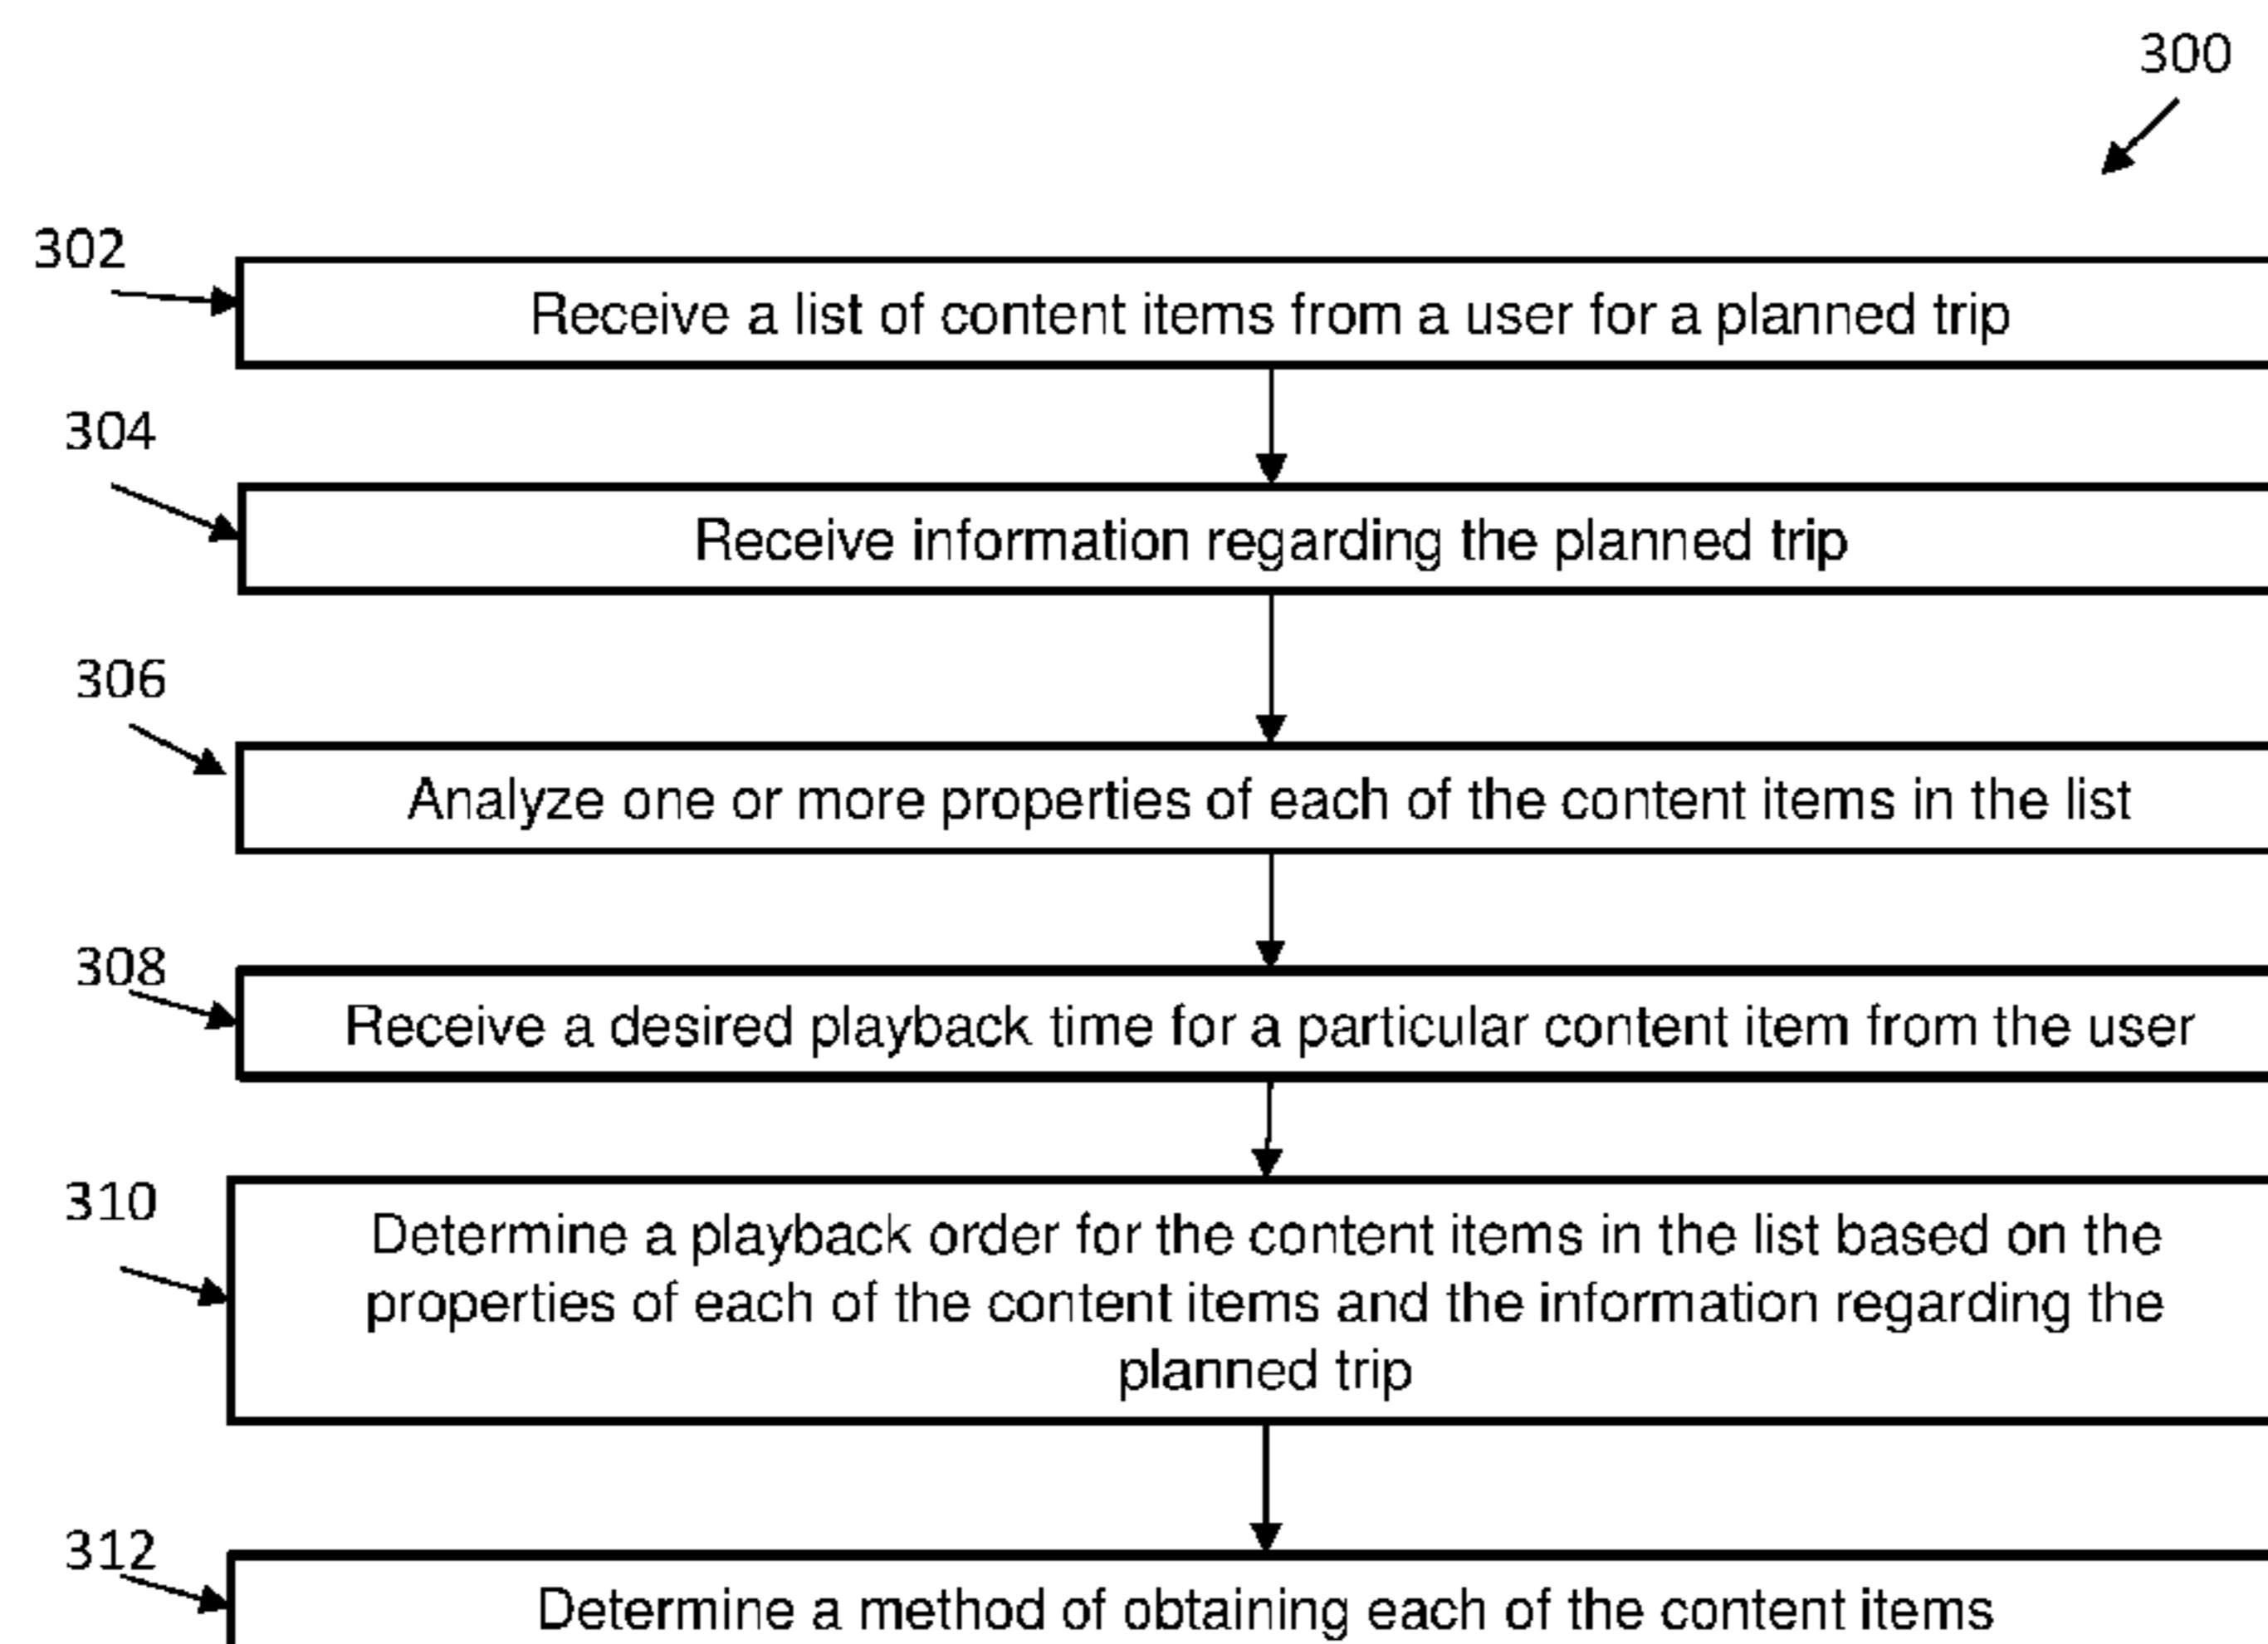 300
302
Receive a list of content items from a user for a planned trip
304
Receive information regarding the planned trip
306
Analyze one or more properties of each of the content items in the list
308
Receive a desired playback time for a particular content item from the user
310
Determine a playback order for the content items in the list based on the
properties of each of the content items and the information regarding the
planned trip
312
Determine a method of obtaining each of the content items